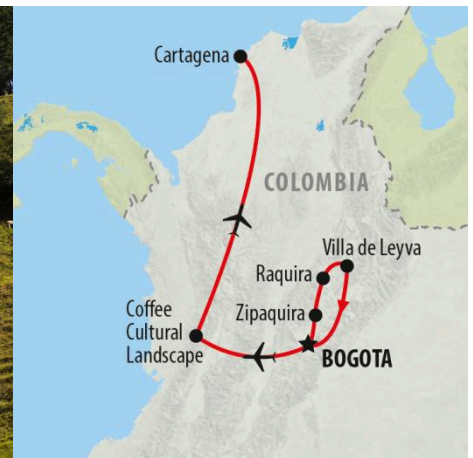 Cartagena
COLOMBIA
Villa de Leyva
Raquira
Zipaquira
Coffee
Cultural
Landscape
BOGOTA